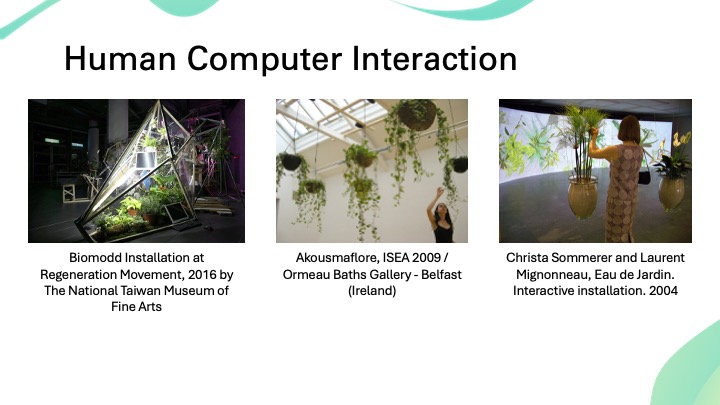 Human Computer Interaction
Biomodd Installation at
Regeneration Movement, 2016 by
The National Taiwan Museum of
Fine Arts
Akousmaflore, ISEA 2009 /
Ormeau Baths Gallery - Belfast
(Ireland)
Christa Sommerer and Laurent
Mignonneau, Eau de Jardin.
Interactive installation. 2004